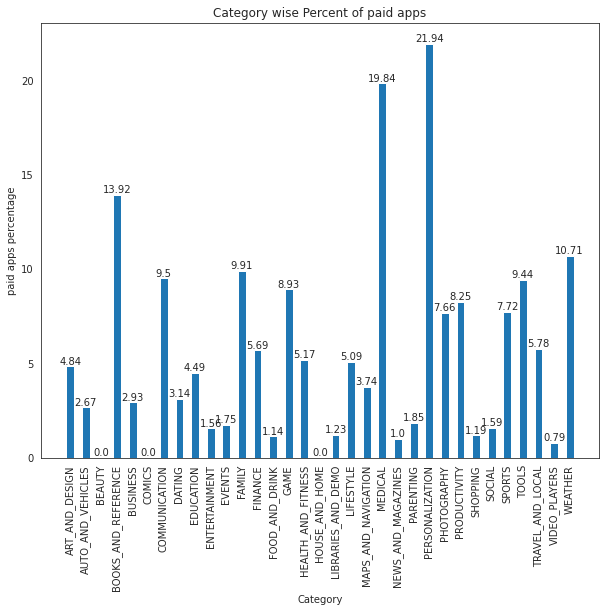 Category wise Percent of paid apps
paid apps percentage
20
15
10
5
0
4.84
2.67
0.0
13.92
2.93
0.0
9.5
3.14
4.49
1.56
1.75
9.91
5.69
1.14
8.93
5.17
0.0
1.23
5.09
3.74
19.84
1.0
1.85
21.94
7.66
8.25
1.19
1.59
7.72
9.44
5.78
0.79
10.71
ART_AND_DESIGN
AUTO_AND_VEHICLES
BEAUTY
BOOKS_AND_REFERENCE
BUSINESS
COMICS
COMMUNICATION
DATING
EDUCATION
ENTERTAINMENT
EVENTS
FAMILY
FINANCE
FOOD_AND_DRINK
GAME
HEALTH_AND_FITNESS
HOUSE_AND_HOME
LIBRARIES_AND_DEMO
LIFESTYLE
MAPS_AND_NAVIGATION
MEDICAL
NEWS_AND_MAGAZINES
PARENTING
PERSONALIZATION
PHOTOGRAPHY
PRODUCTIVITY
SHOPPING
SOCIAL
SPORTS
TOOLS
TRAVEL_AND_LOCAL
VIDEO_PLAYERS
WEATHER
Category